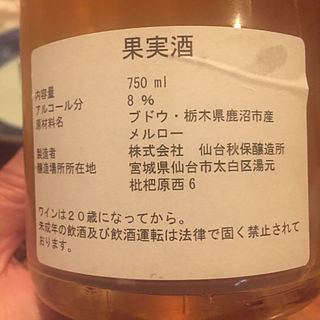 果実酒
内容量 750 ml
アルコール分 8 %
原材料名 ブドウ・栃木県鹿沼市産
メルロー
製造者 株式会社 仙台秋保醸造所
醸造場所所在地 宮城県仙台市太白区湯元
枇杷原西6
ワインは20歳になってから。
未成年の飲酒及び飲酒運転は法律で固く禁止されて
おります。